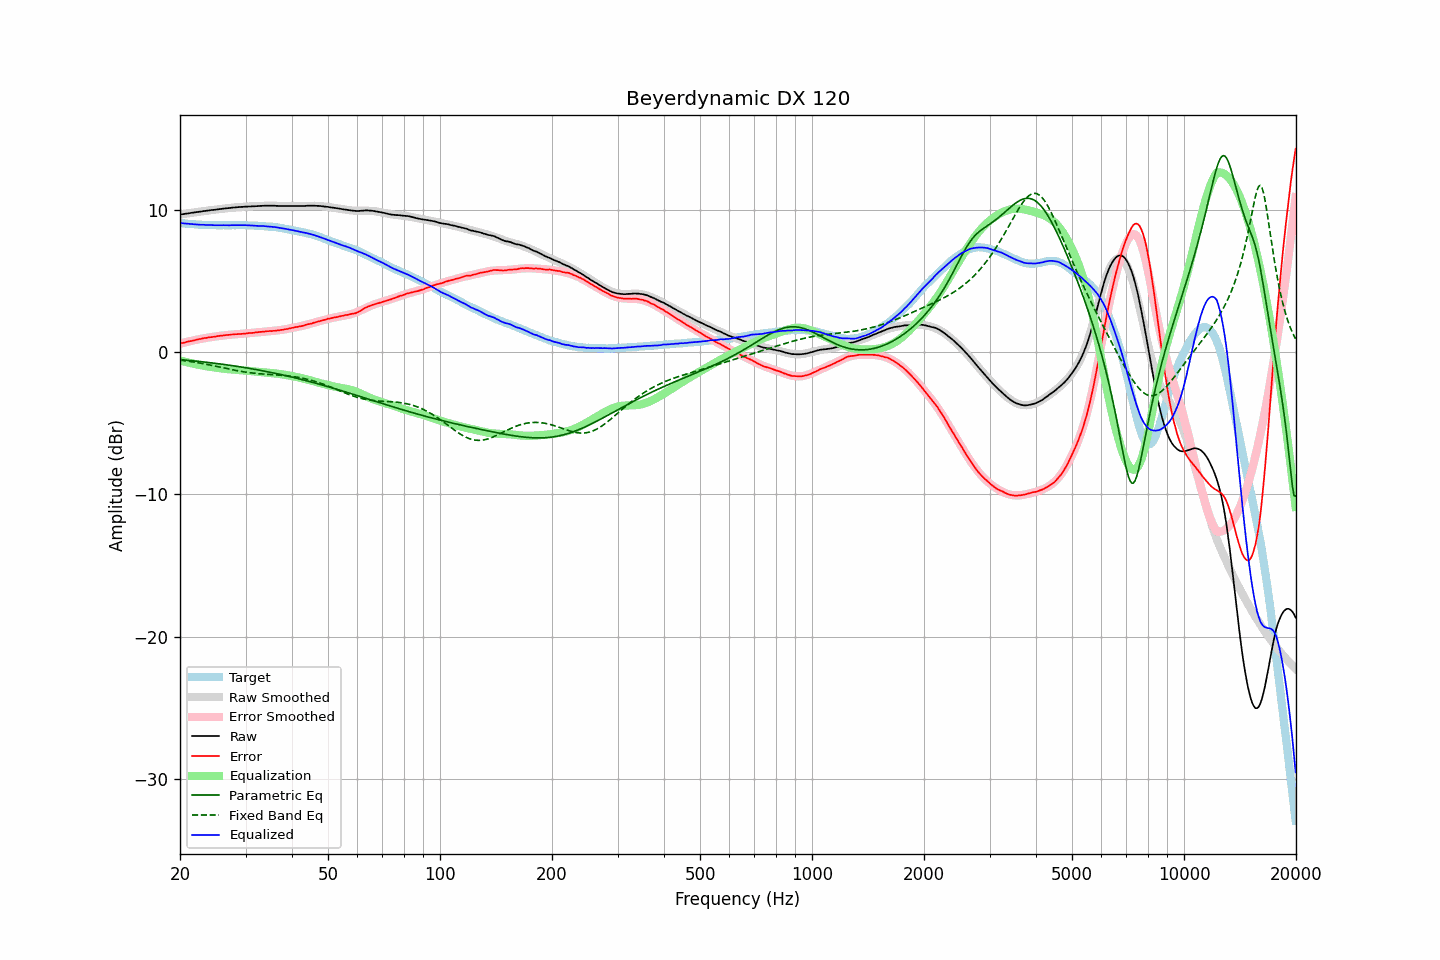 Beyerdynamic DX 120
Amplitude (dBr)
10
0
−10
−20
−30
Target
Raw Smoothed
Error Smoothed
Raw
Error
Equalization
Parametric Eq
Fixed Band Eq
Equalized
20 50 100 200 500 1000 2000 5000 10000 20000
Frequency (Hz)